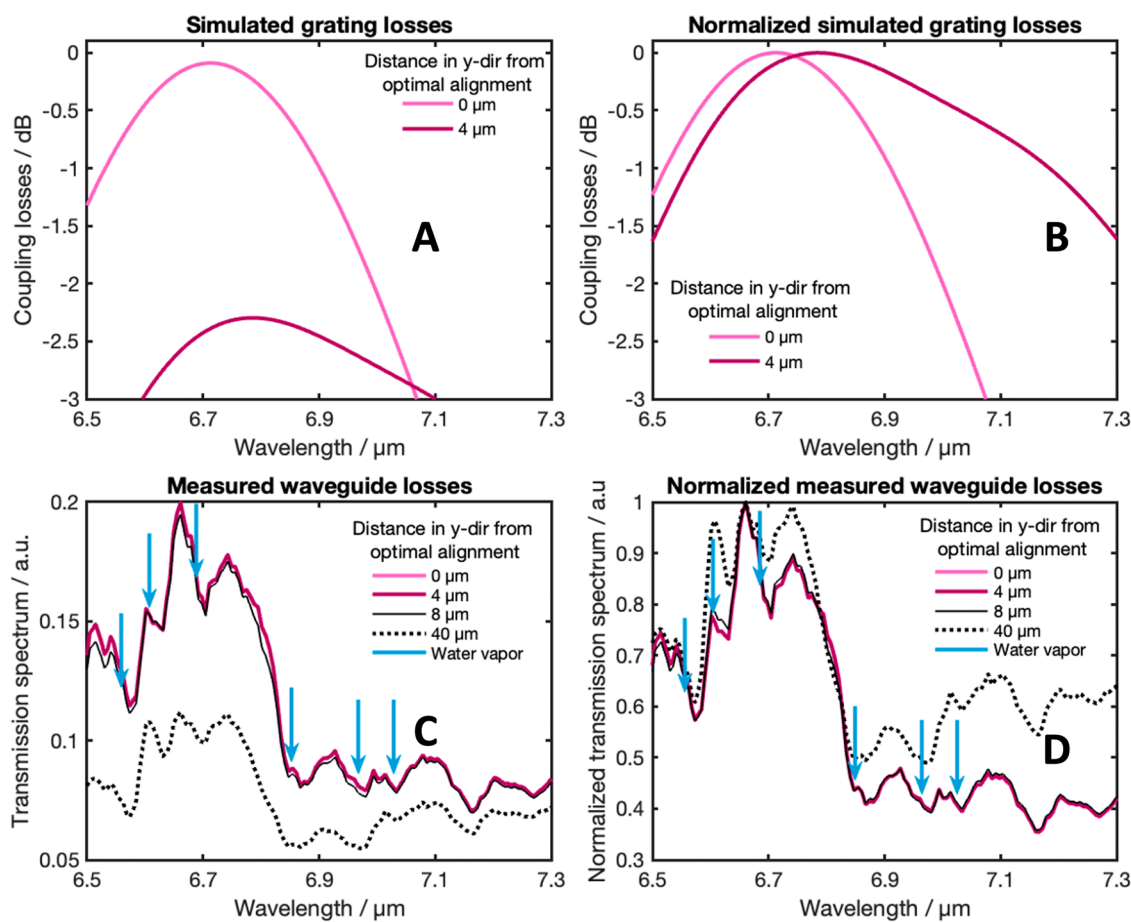 Simulated grating losses
Coupling losses / dB
0
-0.5
-1
-1.5
-2
-2.5
-3
Distance in y-dir from
optimal alignment
0 µm
4 µm
A
6.5
6.7
6.9
7.1
7.3
Wavelength / µm
Normalized simulated grating losses
Coupling losses / dB
0
-0.5
-1
-1.5
-2
-2.5
-3
B
Distance in y-dir from
optimal alignment
0 µm
4 µm
6.5
6.7
6.9
7.1
7.3
Wavelength / µm
Measured waveguide losses
Transmission spectrum / a.u.
0.2
0.15
0.1
0.05
Distance in y-dir from
optimal alignment
0 µm
4 µm
8 µm
40 µm
Water vapor
C
6.5
6.7
6.9
7.1
7.3
Wavelength / µm
Normalized measured waveguide losses
Normalized transmission spectrum / a.u
1
0.9
0.8
0.7
0.6
0.5
0.4
0.3
Distance in y-dir from
optimal alignment
0 µm
4 µm
8 µm
40 µm
Water vapor
D
6.5
6.7
6.9
7.1
7.3
Wavelength / µm